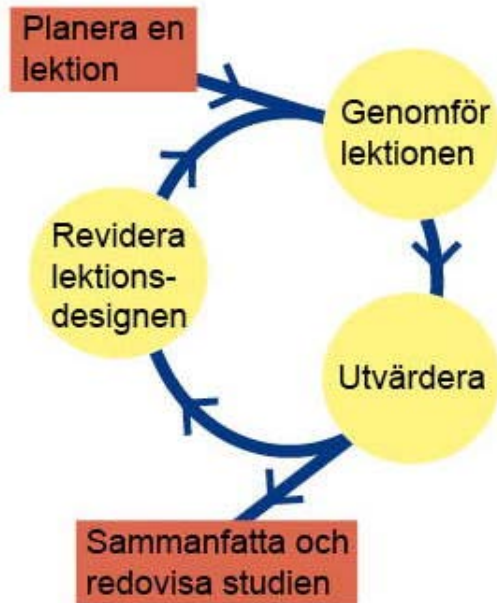 Planera en
lektion
Genomför
lektionen
Utvärdera
Revidera
lektions-
designen
Sammanfatta och
redovisa studien